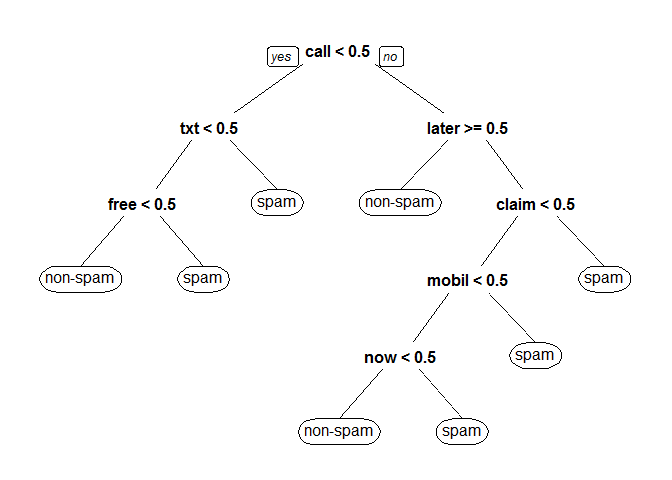 yes call < 0.5 no
txt < 0.5 later >= 0.5
free < 0.5 spam non-spam claim < 0.5
non-spam spam mobil < 0.5 spam
now < 0.5 spam
non-spam spam